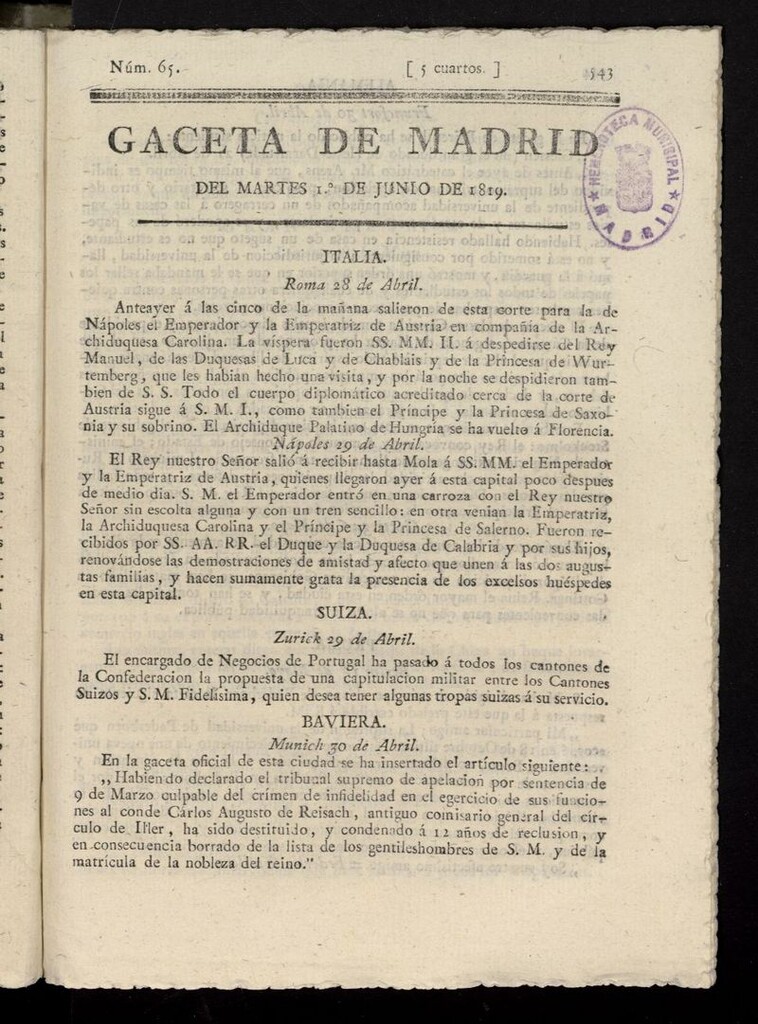 Núm. 65.
[ 5 cuartos. ]
543
GACETA DE MADRID
DEL MARTES 1.º DE JUNIO DE 1819.
HEMEROTECA MUNICIPAL
MADRID
ITALIA.
Roma 28 de Abril.
Anteayer á las cinco de la mañana salieron de esta corte para la de
Nápoles el Emperador y la Emperatriz de Austria en compañía de la Ar-
chiduquesa Carolina. La víspera fueron SS. MM. II. á despedirse del Rey
Manuel, de las Duquesas de Luca y de Chablais y de la Princesa de Wur-
temberg, que les habian hecho una visita, y por la noche se despidieron tam-
bien de S. S. Todo el cuerpo diplomático acreditado cerca de la corte de
Austria sigue á S. M. I., como tambien el Príncipe y la Princesa de Saxo-
nia y su sobrino. El Archiduque Palatino de Hungría se ha vuelto á Florencia.
Nápoles 29 de Abril.
El Rey nuestro Señor salió á recibir hasta Mola á SS. MM. el Emperador
y la Emperatriz de Austria, quienes llegaron ayer á esta capital poco despues
de medio dia. S. M. el Emperador entró en una carroza con el Rey nuestro
Señor sin escolta alguna y con un tren sencillo: en otra venian la Emperatriz,
la Archiduquesa Carolina y el Príncipe y la Princesa de Salerno. Fueron re-
cibidos por SS. AA. RR. el Duque y la Duquesa de Calabria y por sus hijos,
renovándose las demostraciones de amistad y afecto que unen á las dos augus-
tas familias, y hacen sumamente grata la presencia de los excelsos huéspedes
en esta capital.
SUIZA.
Zurick 29 de Abril.
El encargado de Negocios de Portugal ha pasado á todos los cantones de
la Confederacion la propuesta de una capitulacion militar entre los Cantones
Suizos y S. M. Fidelísima, quien desea tener algunas tropas suizas á su servicio.
BAVIERA.
Munich 30 de Abril.
En la gaceta oficial de esta ciudad se ha insertado el artículo siguiente:
„Habiendo declarado el tribunal supremo de apelacion por sentencia de
9 de Marzo culpable del crímen de infidelidad en el egercicio de sus funcio-
nes al conde Cárlos Augusto de Reisach, antiguo comisario general del cír-
culo de Iller, ha sido destituido, y condenado á 12 años de reclusion, y
en consecuencia borrado de la lista de los gentileshombres de S. M. y de la
matrícula de la nobleza del reino.“